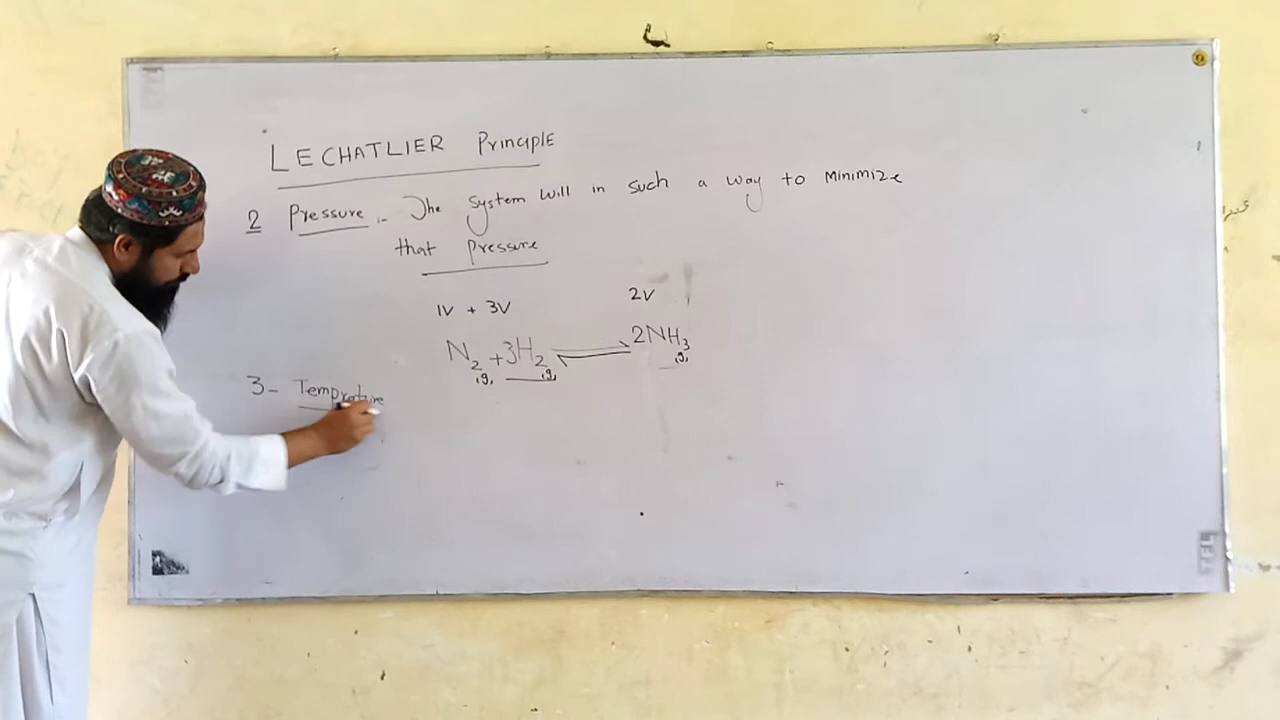 LECHATLIER PrinciplE
2 Pressure :- The System will in such a way to Minimize
that Pressure
1V + 3V 2V
N₂(g) + 3H₂(g) ⇌ 2NH₃(g)
3- Temprature